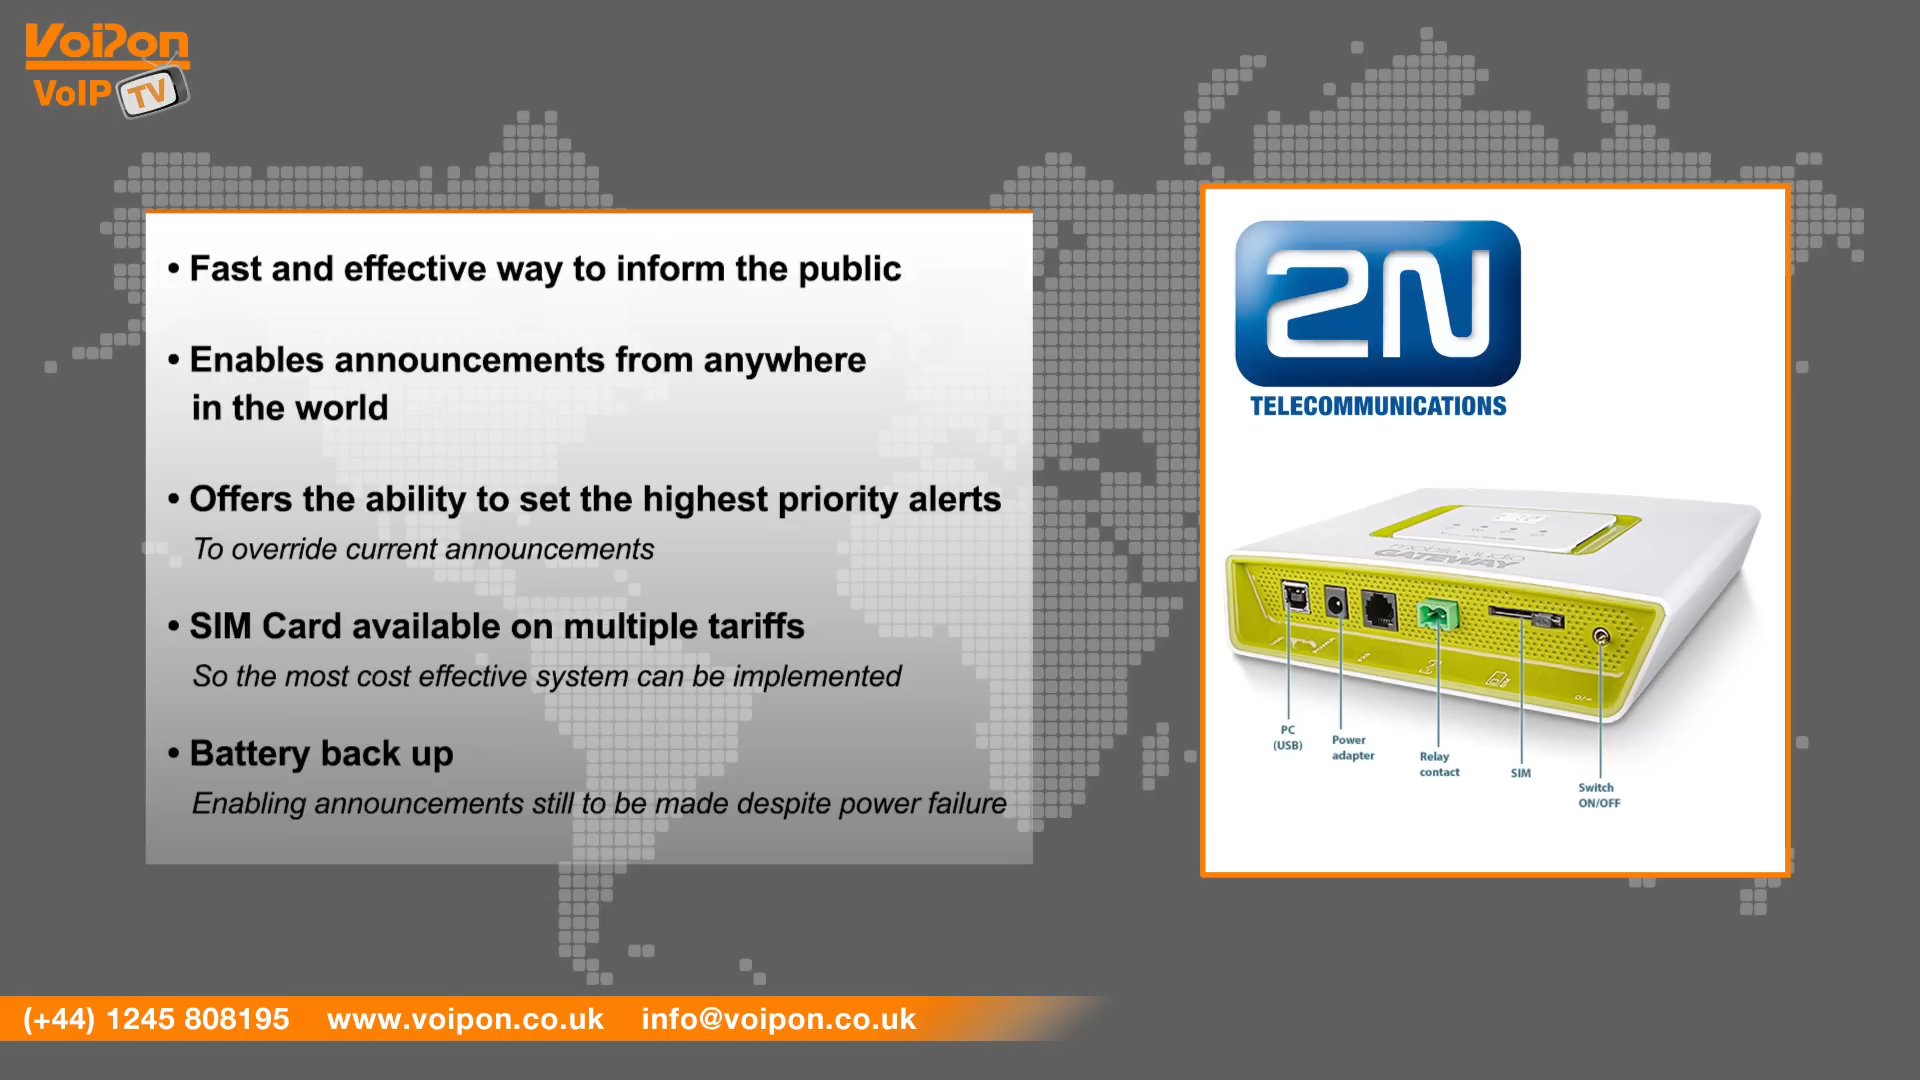 VoiPon
VoIP TV
• Fast and effective way to inform the public
• Enables announcements from anywhere
in the world
• Offers the ability to set the highest priority alerts
To override current announcements
• SIM Card available on multiple tariffs
So the most cost effective system can be implemented
• Battery back up
Enabling announcements still to be made despite power failure
2N
TELECOMMUNICATIONS
mobile audio
GATEWAY
PC
(USB)
Power
adapter
Relay
contact
SIM
Switch
ON/OFF
(+44) 1245 808195 www.voipon.co.uk info@voipon.co.uk